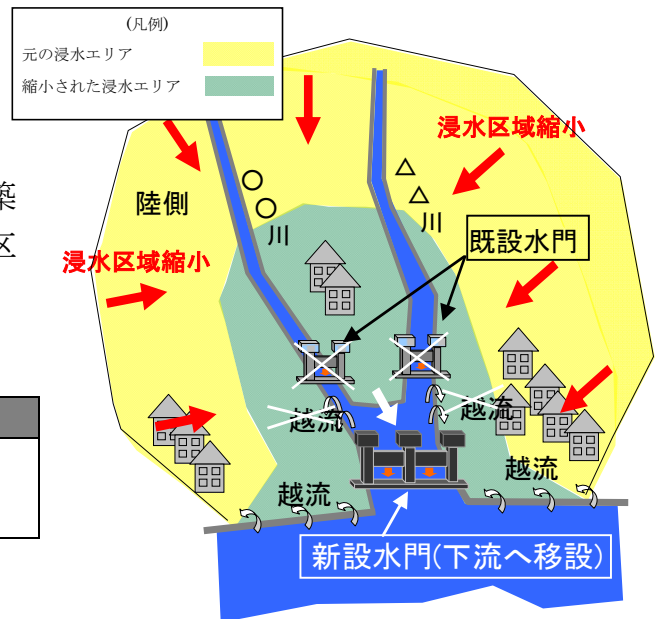 (凡例)
元の浸水エリア
縮小された浸水エリア
浸水区域縮小
築
陸側
○
○
川
△
△
川
区
既設水門
浸水区域縮小
越流
越流
越流
越流
新設水門(下流へ移設)